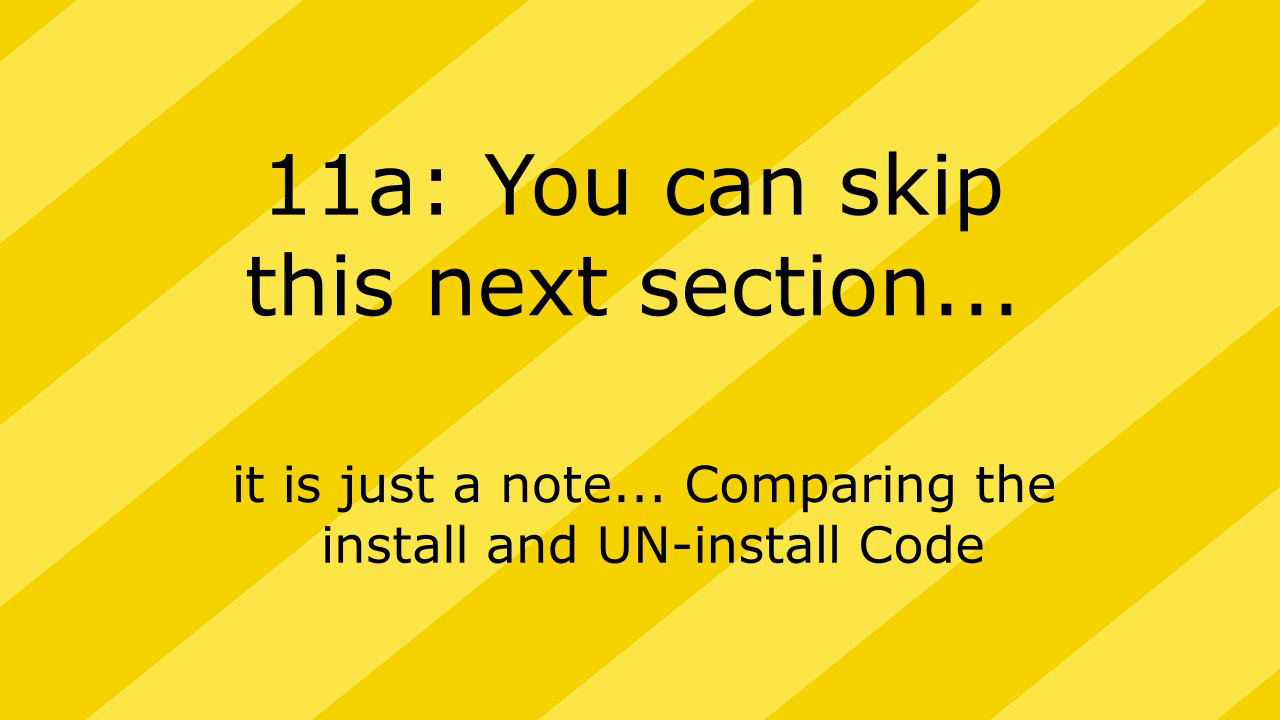 11a: You can skip
this next section...
it is just a note... Comparing the
install and UN-install Code